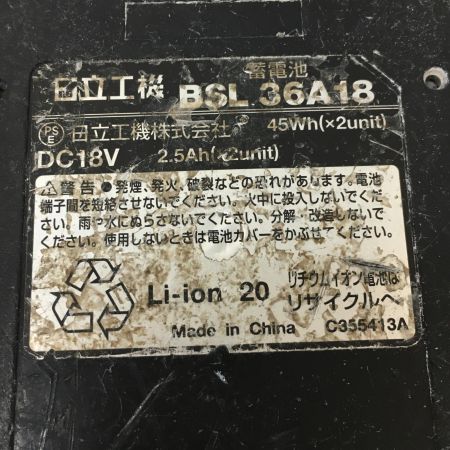 蓄電池
日立工機 BSL 36A18
PS E 日立工機株式会社 45Wh(×2unit)
DC18V 2.5Ah(×2unit)
⚠警告 ●発煙、発火、破裂などの恐れがあります。電池
端子間を短絡させないでください。火中に投入しないでくだ
さい。雨や水にぬらさないでください。分解・改造しないで
ください。使用しないときは電池カバーをかぶせてください。
Li-ion 20
リチウムイオン電池は
リサイクルへ
Made in China C355413A